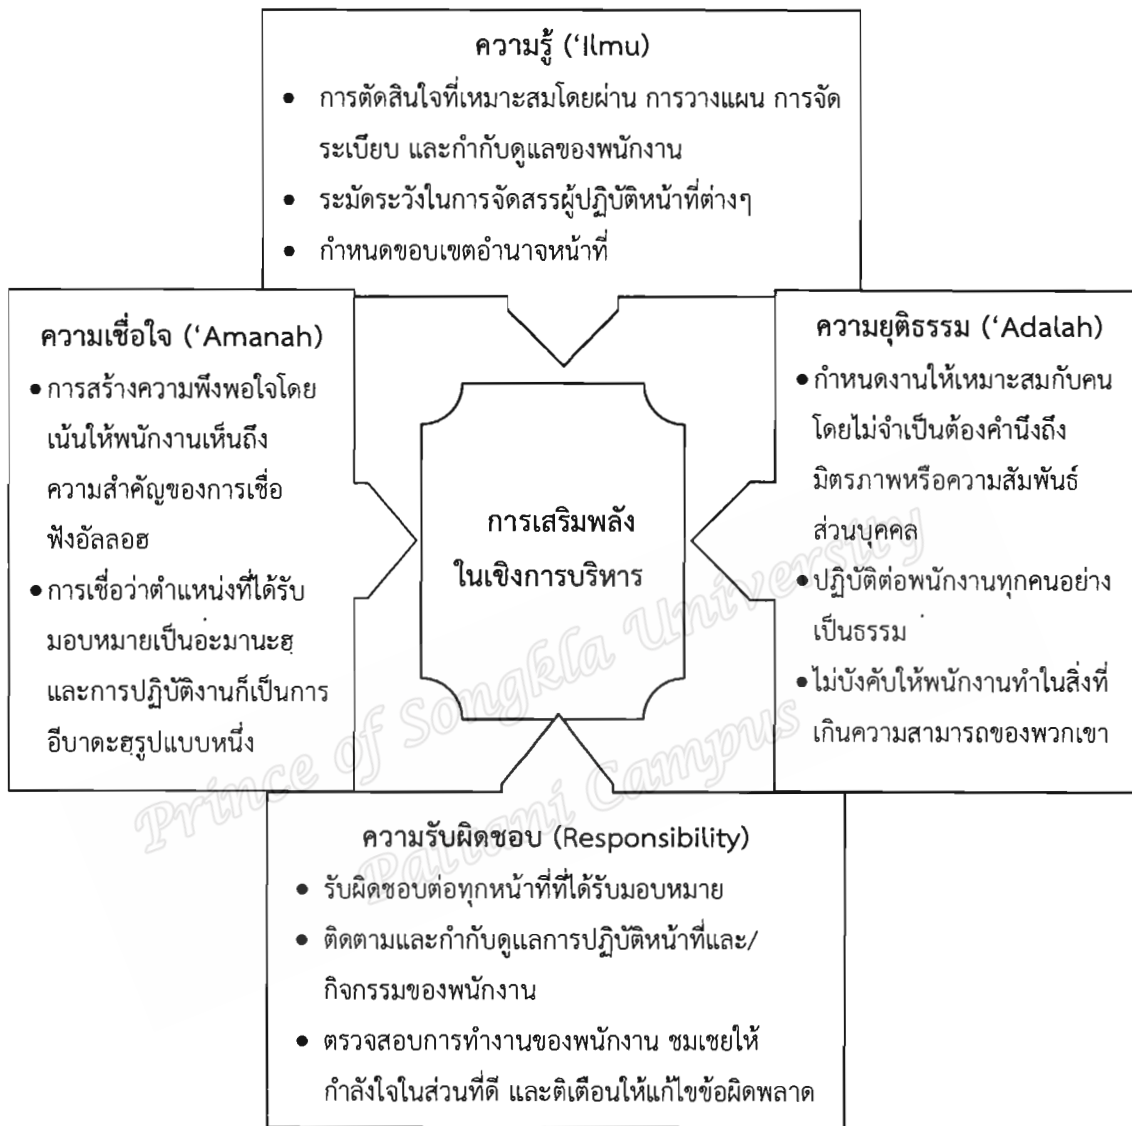 ความรู้ (‘Ilmu)
• การตัดสินใจที่เหมาะสมโดยผ่าน การวางแผน การจัด
ระเบียบ และกำกับดูแลของพนักงาน
• ระมัดระวังในการจัดสรรผู้ปฏิบัติหน้าที่ต่างๆ
• กำหนดขอบเขตอำนาจหน้าที่
ความเชื่อใจ (‘Amanah)
• การสร้างความพึงพอใจโดย
เน้นให้พนักงานเห็นถึง
ความสำคัญของการเชื่อ
ฟังอัลลอฮ
• การเชื่อว่าตำแหน่งที่ได้รับ
มอบหมายเป็นอะมานะฮฺ
และการปฏิบัติงานก็เป็นการ
อีบาดะฮฺรูปแบบหนึ่ง
การเสริมพลัง
ในเชิงการบริหาร
ความยุติธรรม (‘Adalah)
• กำหนดงานให้เหมาะสมกับคน
โดยไม่จำเป็นต้องคำนึงถึง
มิตรภาพหรือความสัมพันธ์
ส่วนบุคคล
• ปฏิบัติต่อพนักงานทุกคนอย่าง
เป็นธรรม
• ไม่บังคับให้พนักงานทำในสิ่งที่
เกินความสามารถของพวกเขา
ความรับผิดชอบ (Responsibility)
• รับผิดชอบต่อทุกหน้าที่ที่ได้รับมอบหมาย
• ติดตามและกำกับดูแลการปฏิบัติหน้าที่และ/
กิจกรรมของพนักงาน
• ตรวจสอบการทำงานของพนักงาน ชมเชยให้
กำลังใจในส่วนที่ดี และติเตือนให้แก้ไขข้อผิดพลาด
Prince of Songkla University
Pattani Campus